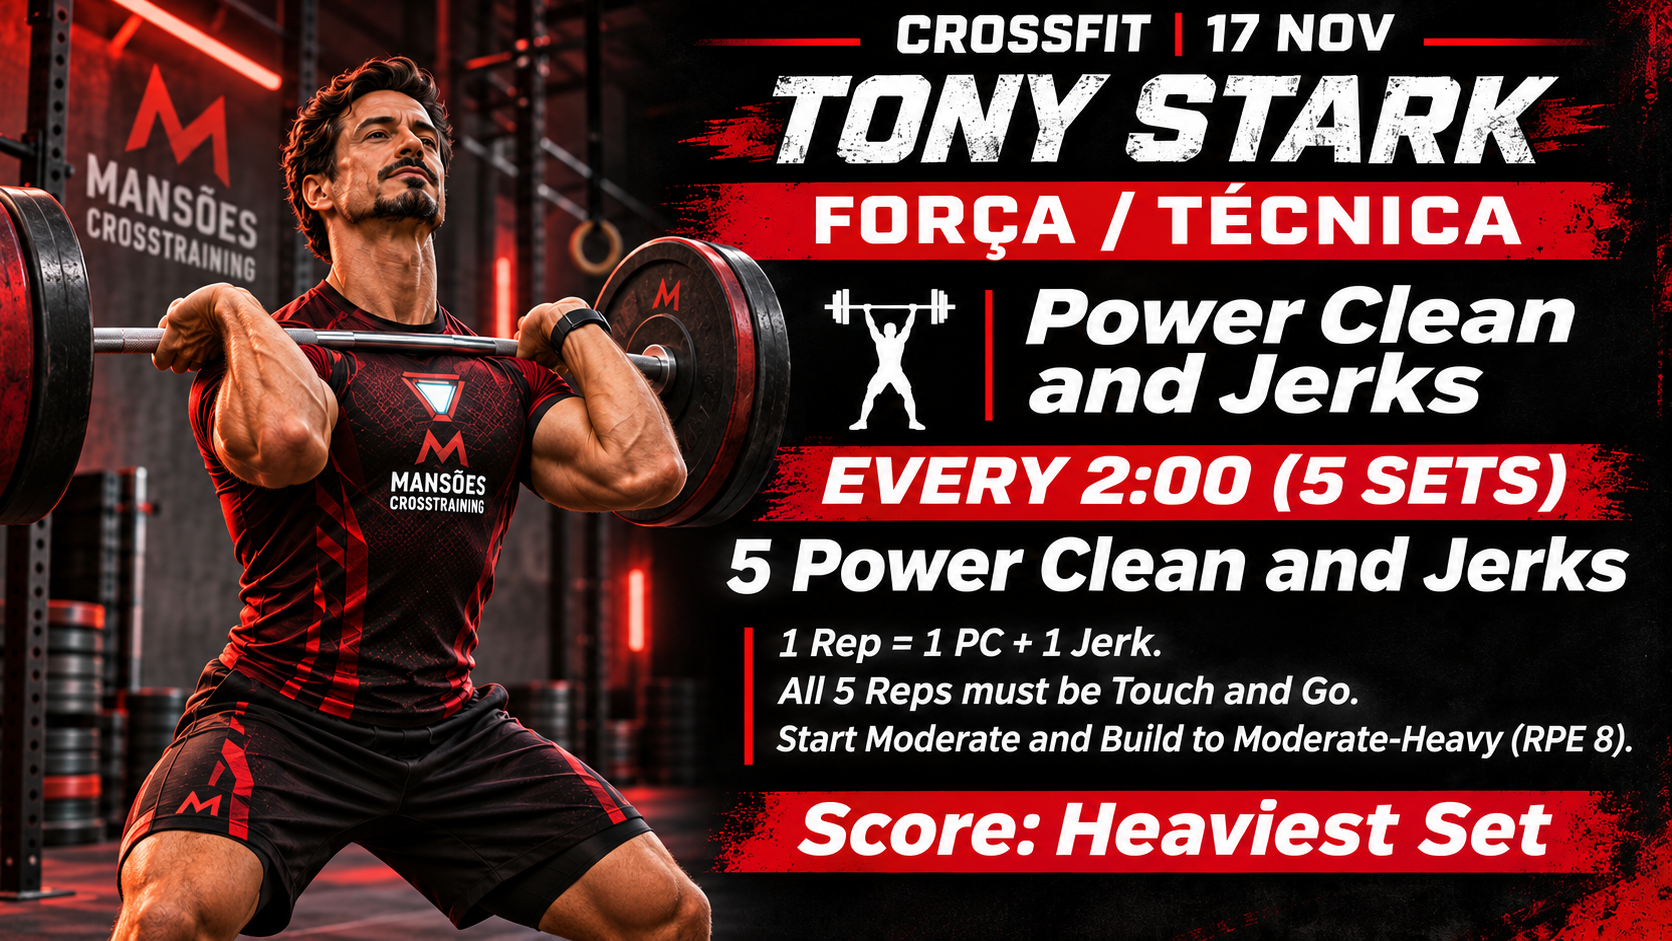 CROSSFIT | 17 NOV
TONY STARK
FORÇA / TÉCNICA
Power Clean
and Jerks
EVERY 2:00 (5 SETS)
5 Power Clean and Jerks
1 Rep = 1 PC + 1 Jerk.
All 5 Reps must be Touch and Go.
Start Moderate and Build to Moderate-Heavy (RPE 8).
Score: Heaviest Set
M
MANSÕES
CROSSTRAINING
M
M
MANSÕES
CROSSTRAINING
M